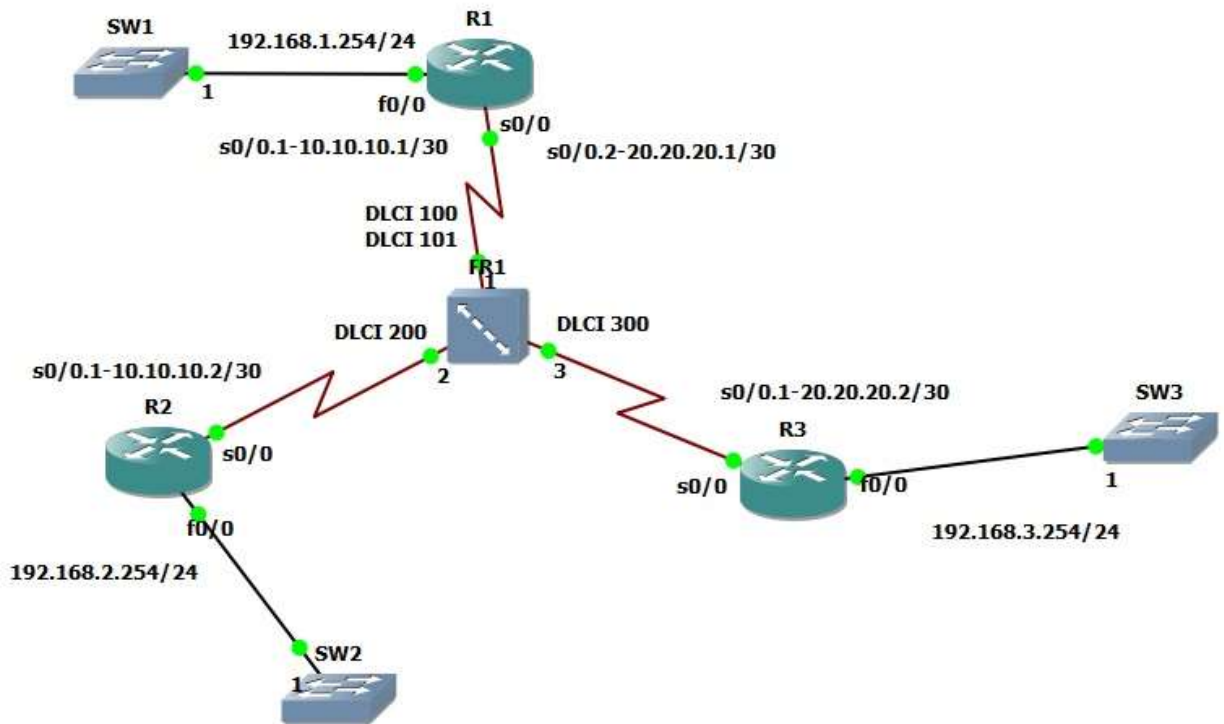 R1
SW1
192.168.1.254/24
1
f0/0
s0/0
s0/0.1-10.10.10.1/30
s0/0.2-20.20.20.1/30
DLCI 100
DLCI 101
FR1
1
DLCI 200
DLCI 300
2
3
s0/0.1-10.10.10.2/30
s0/0.1-20.20.20.2/30
SW3
R2
R3
s0/0
s0/0
f0/0
1
f0/0
192.168.3.254/24
192.168.2.254/24
SW2
1